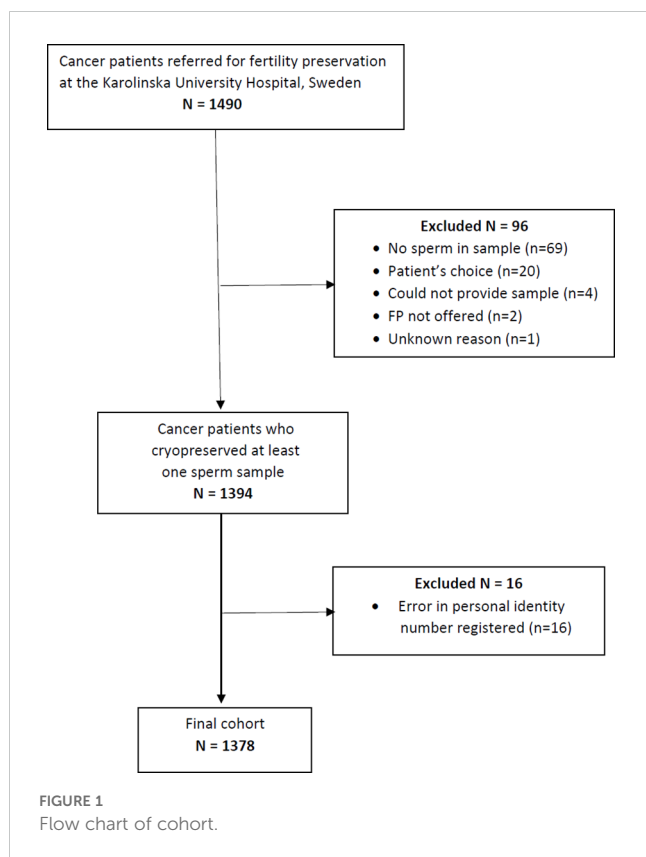 Cancer patients referred for fertility preservation
at the Karolinska University Hospital, Sweden
N = 1490
Excluded N = 96
• No sperm in sample (n=69)
• Patient's choice (n=20)
• Could not provide sample (n=4)
• FP not offered (n=2)
• Unknown reason (n=1)
Cancer patients who
cryopreserved at least
one sperm sample
N = 1394
Excluded N = 16
• Error in personal identity
number registered (n=16)
Final cohort
N = 1378
FIGURE 1
Flow chart of cohort.